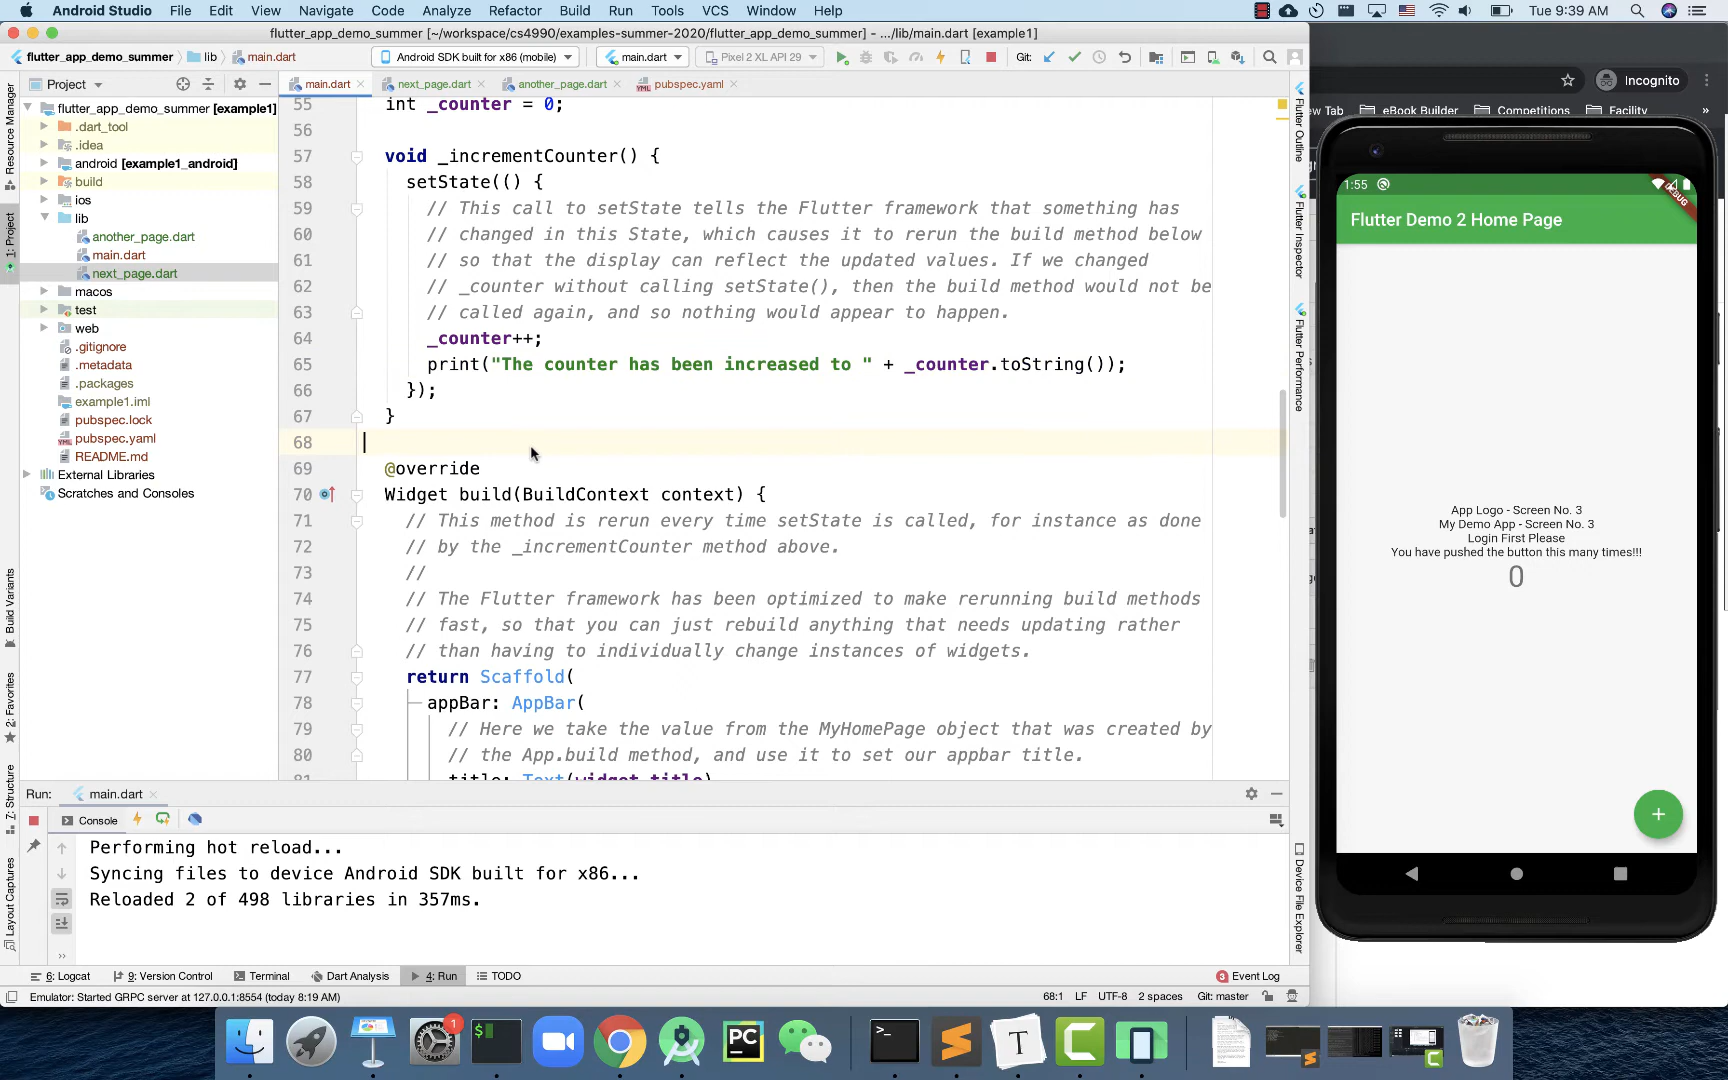 Android Studio File Edit View Navigate Code Analyze Refactor Build Run Tools VCS Window Help Tue 9:39 AM
flutter_app_demo_summer [~/workspace/cs4990/examples-summer-2020/flutter_app_demo_summer] - .../lib/main.dart [example1]
flutter_app_demo_summer lib main.dart Android SDK built for x86 (mobile) main.dart Pixel 2 XL API 29 Git:
Incognito
Project main.dart next_page.dart another_page.dart pubspec.yaml
w Tab eBook Builder Competitions Facility »
flutter_app_demo_summer [example1]
.dart_tool
.idea
android [example1_android]
build
ios
lib
another_page.dart
main.dart
next_page.dart
macos
test
web
.gitignore
.metadata
.packages
example1.iml
pubspec.lock
pubspec.yaml
README.md
External Libraries
Scratches and Consoles
Resource Manager
1: Project
Build Variants
2: Favorites
Z: Structure
Layout Captures
55 int _counter = 0;
56
57 void _incrementCounter() {
58 setState(() {
59 // This call to setState tells the Flutter framework that something has
60 // changed in this State, which causes it to rerun the build method below
61 // so that the display can reflect the updated values. If we changed
62 // _counter without calling setState(), then the build method would not be
63 // called again, and so nothing would appear to happen.
64 _counter++;
65 print("The counter has been increased to " + _counter.toString());
66 });
67 }
68
69 @override
70 Widget build(BuildContext context) {
71 // This method is rerun every time setState is called, for instance as done
72 // by the _incrementCounter method above.
73 //
74 // The Flutter framework has been optimized to make rerunning build methods
75 // fast, so that you can just rebuild anything that needs updating rather
76 // than having to individually change instances of widgets.
77 return Scaffold(
78 appBar: AppBar(
79 // Here we take the value from the MyHomePage object that was created by
80 // the App.build method, and use it to set our appbar title.
81 title: Text(widget.title)
Flutter Outline
Flutter Inspector
Flutter Performance
Device File Explorer
1:55
DEBUG
Flutter Demo 2 Home Page
App Logo - Screen No. 3
My Demo App - Screen No. 3
Login First Please
You have pushed the button this many times!!!
0
+
Run: main.dart
Console
Performing hot reload...
Syncing files to device Android SDK built for x86...
Reloaded 2 of 498 libraries in 357ms.
»
6: Logcat 9: Version Control Terminal Dart Analysis 4: Run TODO 3 Event Log
Emulator: Started GRPC server at 127.0.0.1:8554 (today 8:19 AM) 68:1 LF UTF-8 2 spaces Git: master
1
$
PC
>_
T